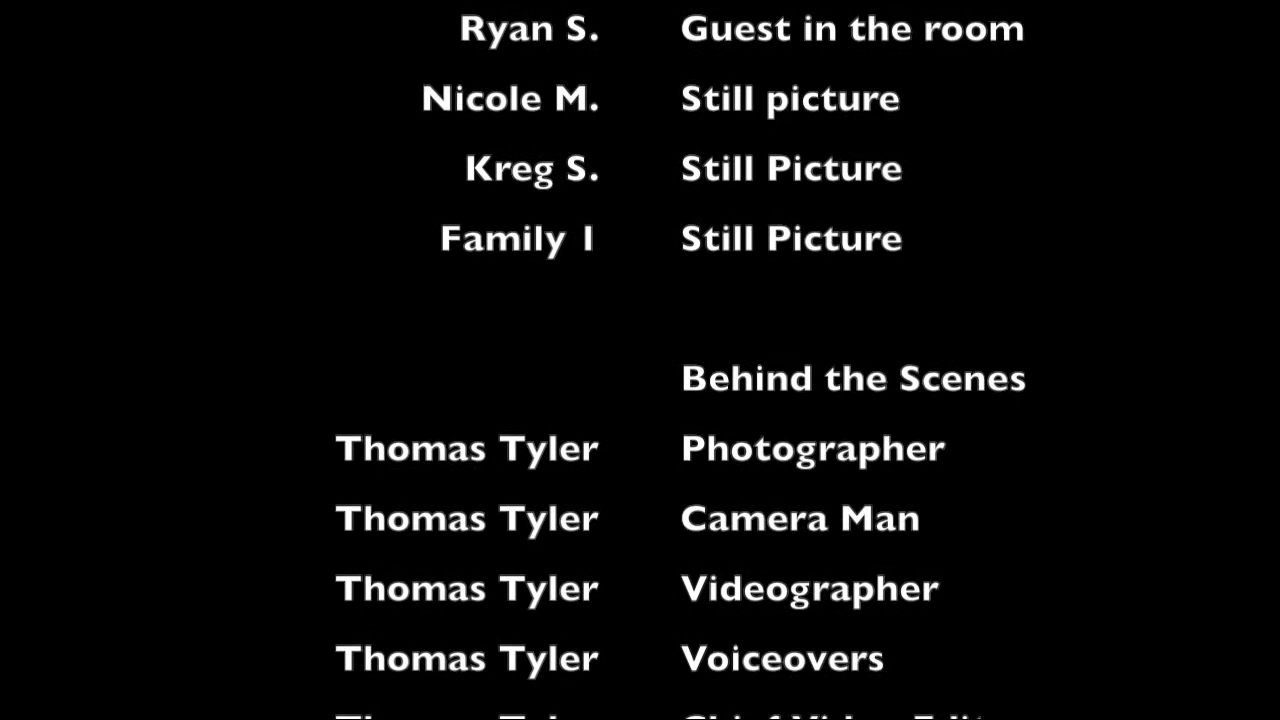 Ryan S. Guest in the room
Nicole M. Still picture
Kreg S. Still Picture
Family 1 Still Picture
Behind the Scenes
Thomas Tyler Photographer
Thomas Tyler Camera Man
Thomas Tyler Videographer
Thomas Tyler Voiceovers